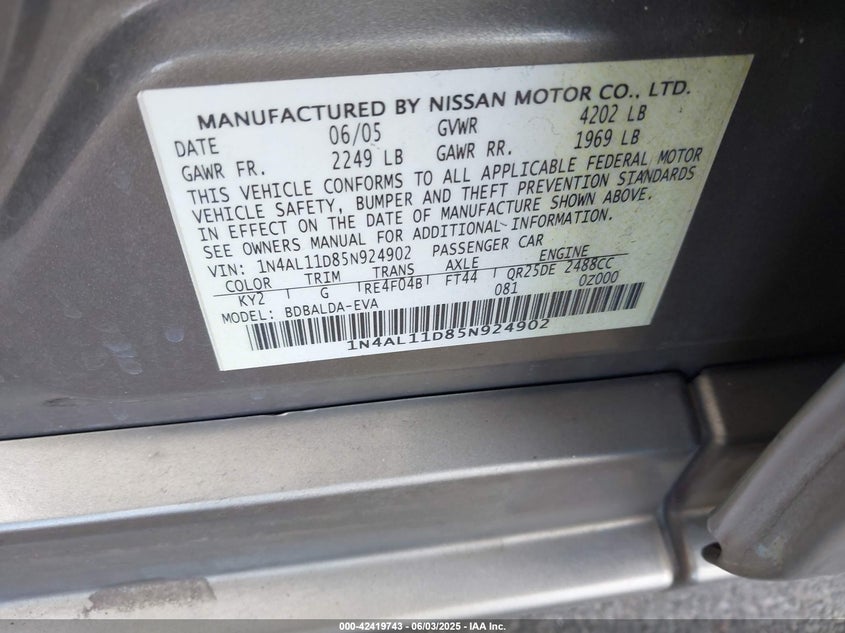 MANUFACTURED BY NISSAN MOTOR CO., LTD.
DATE 06/05 GVWR 4202 LB
GAWR FR. 2249 LB GAWR RR. 1969 LB
THIS VEHICLE CONFORMS TO ALL APPLICABLE FEDERAL MOTOR
VEHICLE SAFETY, BUMPER AND THEFT PREVENTION STANDARDS
IN EFFECT ON THE DATE OF MANUFACTURE SHOWN ABOVE.
SEE OWNERS MANUAL FOR ADDITIONAL INFORMATION.
VIN: 1N4AL11D85N924902 PASSENGER CAR
COLOR TRIM TRANS AXLE ENGINE
KY2 G RE4F04B FT44 QR25DE 2488CC
MODEL: BDBALDA-EVA 081 0Z000
1N4AL11D85N924902
000-42419743 - 06/03/2025 - IAA Inc.